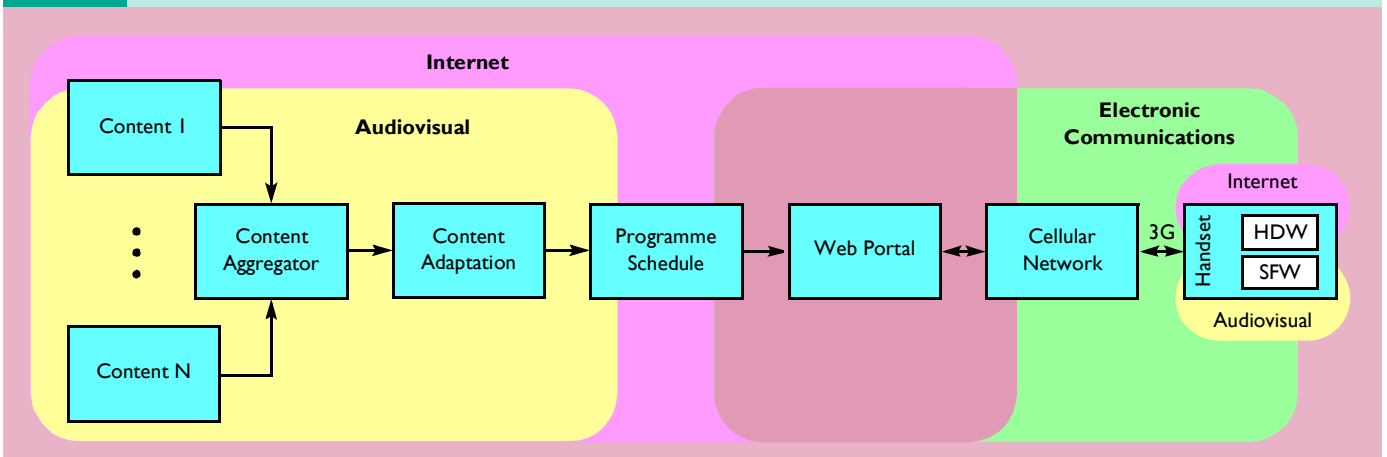 Internet
Audiovisual
Electronic
Communications
Content 1
Content
Aggregator
Content N
Content
Adaptation
Programme
Schedule
Web Portal
Cellular
Network
3G
Internet
Handset
HDW
SFW
Audiovisual